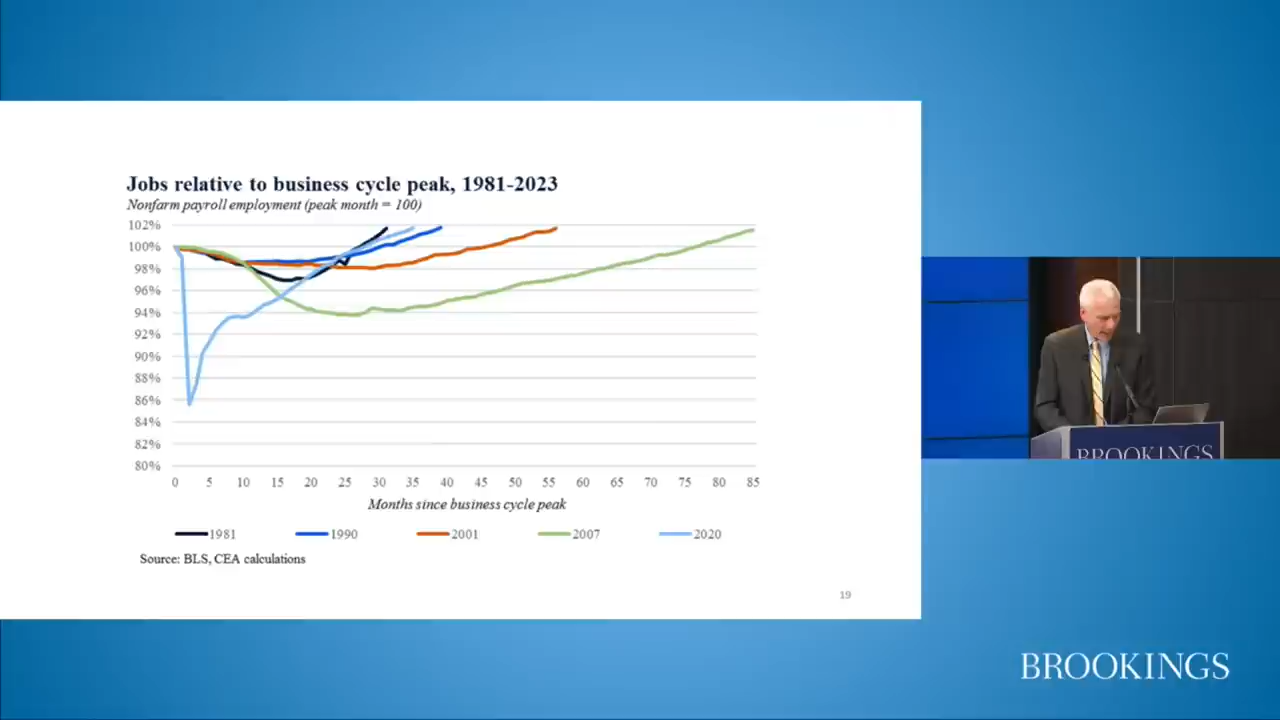 Jobs relative to business cycle peak, 1981-2023
Nonfarm payroll employment (peak month = 100)
102%
100%
98%
96%
94%
92%
90%
88%
86%
84%
82%
80%
0 5 10 15 20 25 30 35 40 45 50 55 60 65 70 75 80 85
Months since business cycle peak
1981 1990 2001 2007 2020
Source: BLS, CEA calculations
19
BROOKINGS
BROOKINGS